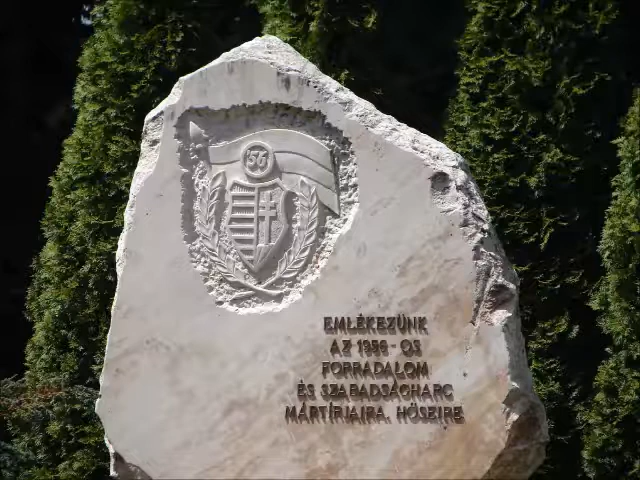 '56
EMLÉKEZÜNK
AZ 1956-OS
FORRADALOM
ÉS SZABADSÁGHARC
MÁRTÍRJAIRA, HŐSEIRE